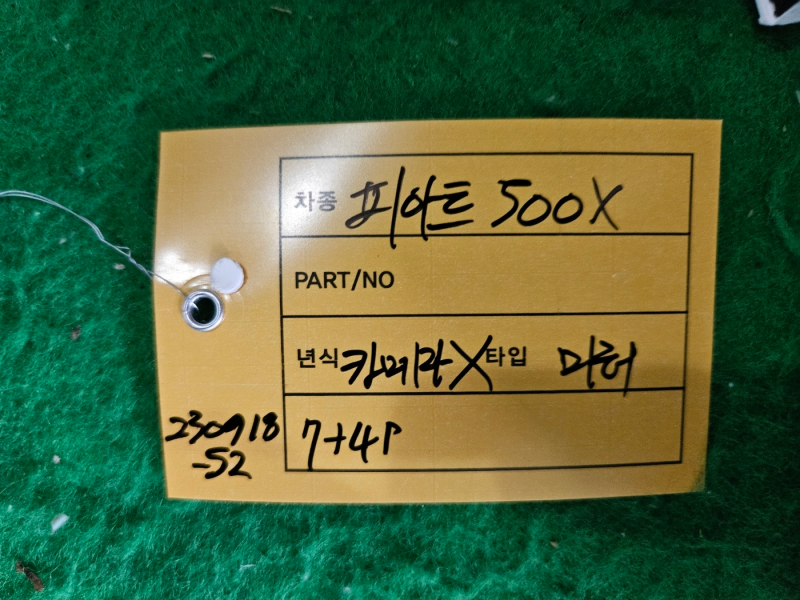 차종 피아트 500X
PART/NO
년식 카메라X 타입 미러
7+4P
230918
-52